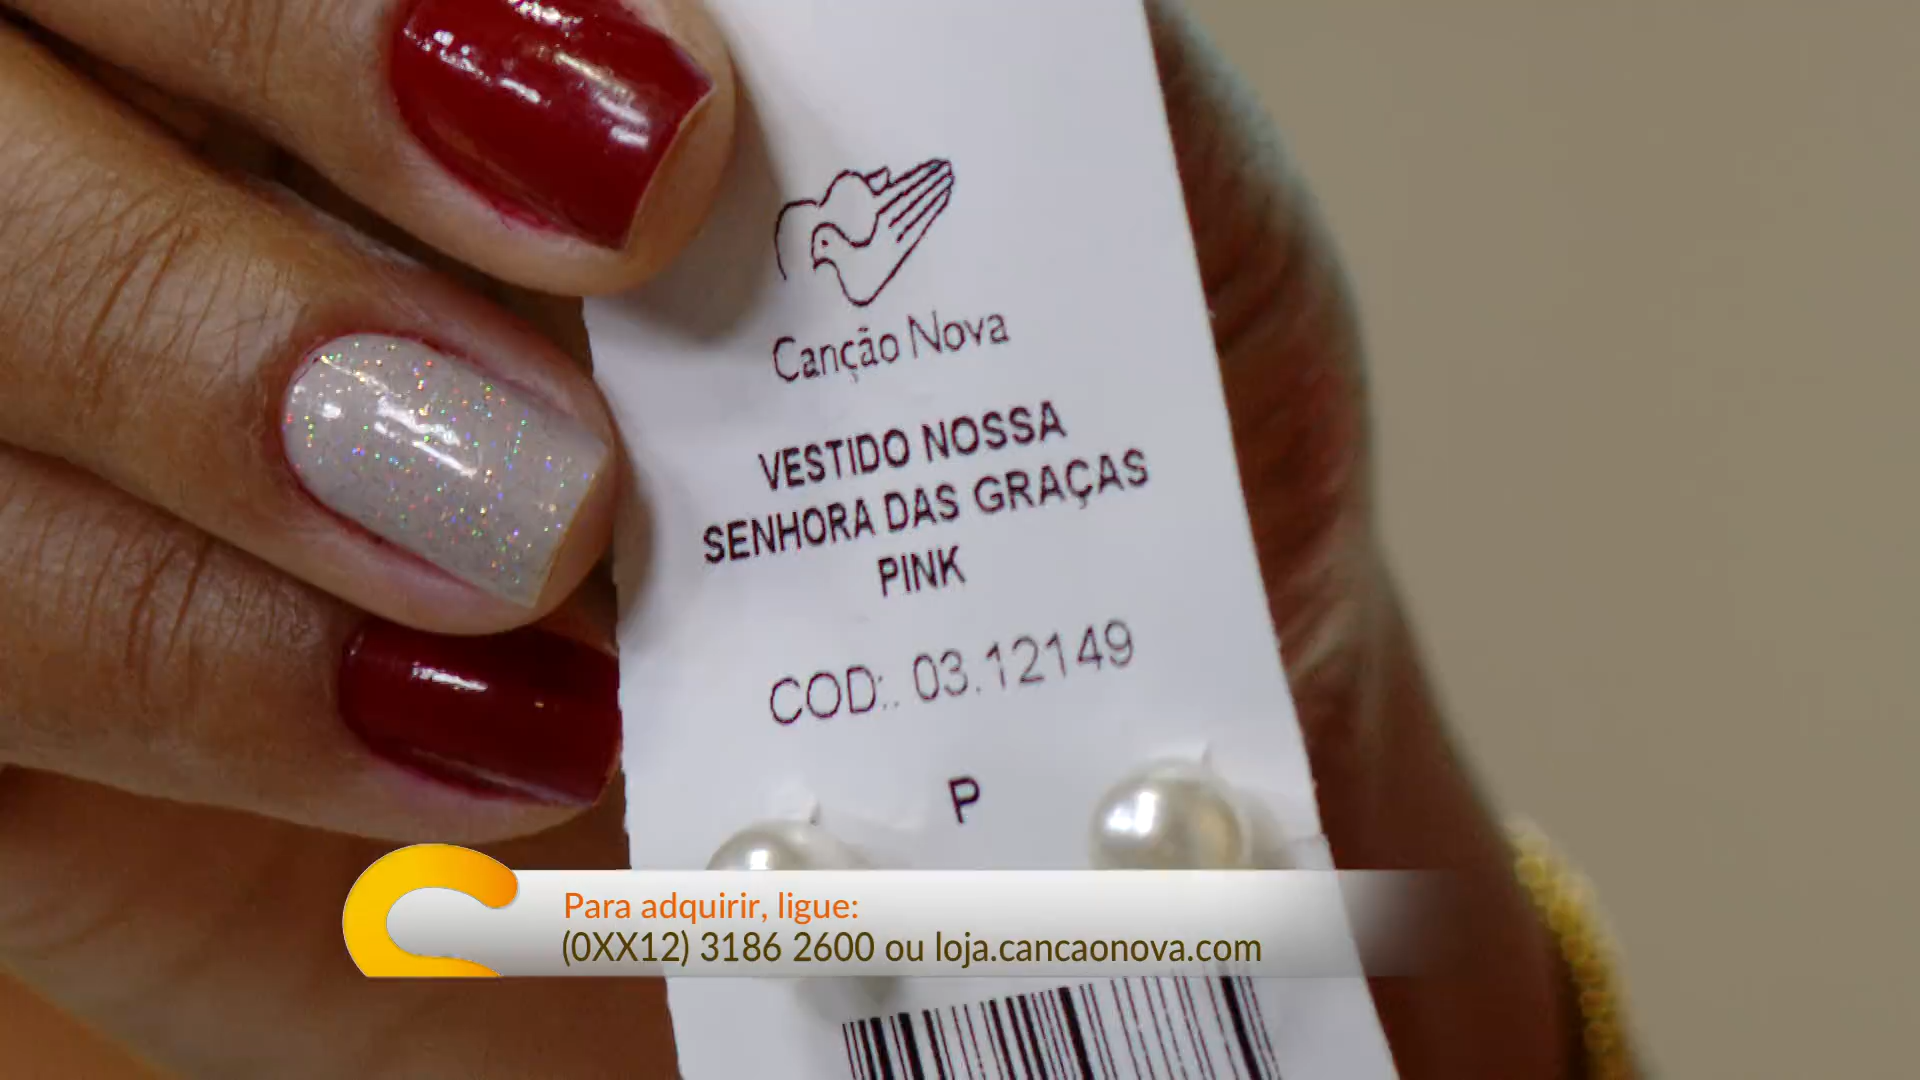 Canção Nova
VESTIDO NOSSA
SENHORA DAS GRAÇAS
PINK
COD:. 03.12149
P
Para adquirir, ligue:
(0XX12) 3186 2600 ou loja.cancaonova.com